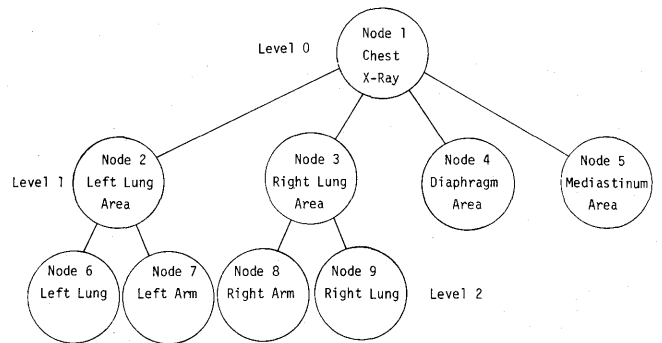 Level 0
Node 1
Chest
X-Ray
Level 1
Node 2
Left Lung
Area
Node 3
Right Lung
Area
Node 4
Diaphragm
Area
Node 5
Mediastinum
Area
Node 6
Left Lung
Node 7
Left Arm
Node 8
Right Arm
Node 9
Right Lung
Level 2